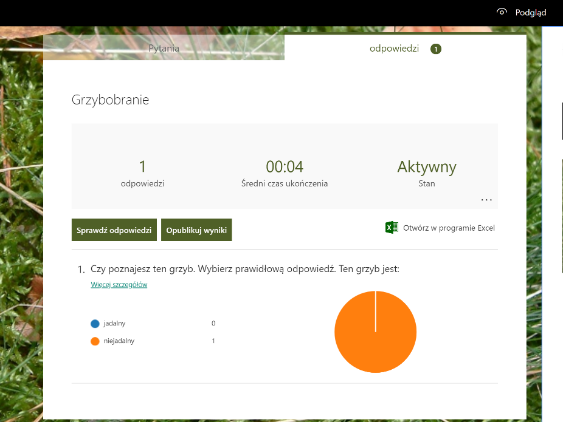 Podgląd
Pytania
odpowiedzi 1
Grzybobranie
1
odpowiedzi
00:04
Średni czas ukończenia
Aktywny
Stan
...
Sprawdź odpowiedzi
Opublikuj wyniki
Otwórz w programie Excel
1. Czy poznajesz ten grzyb. Wybierz prawidłową odpowiedź. Ten grzyb jest:
Więcej szczegółów
jadalny 0
niejadalny 1